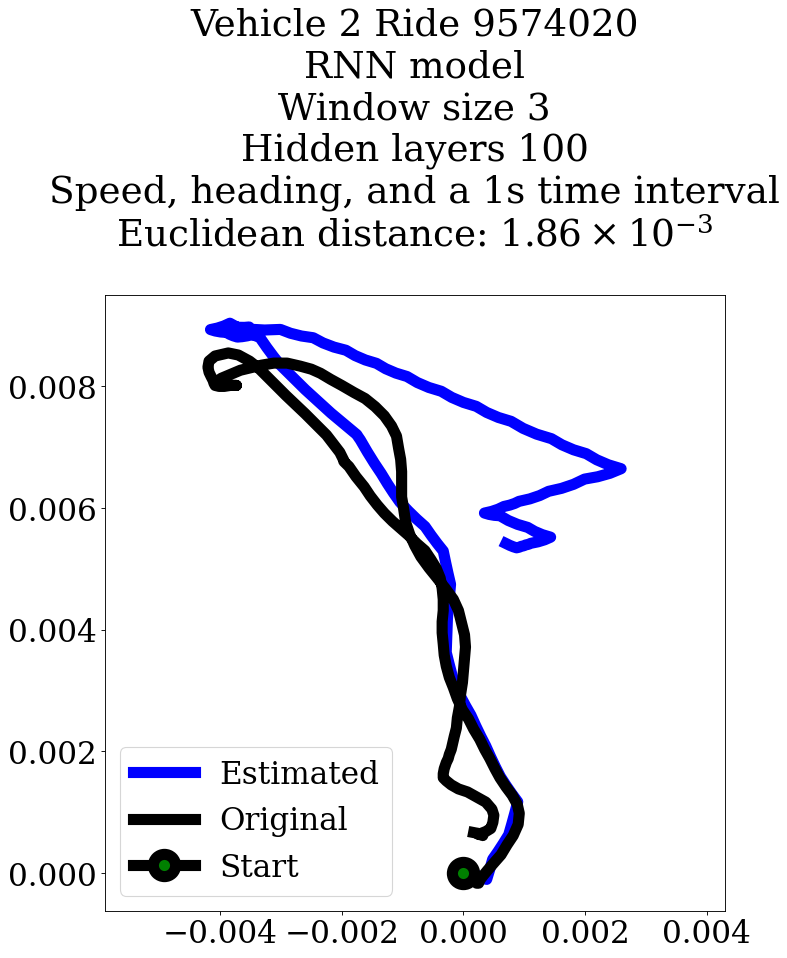 Vehicle 2 Ride 9574020
RNN model
Window size 3
Hidden layers 100
Speed, heading, and a 1s time interval
Euclidean distance: 1.86 × 10⁻³
0.008
0.006
0.004
0.002
0.000
Estimated
Original
Start
−0.004 −0.002 0.000 0.002 0.004